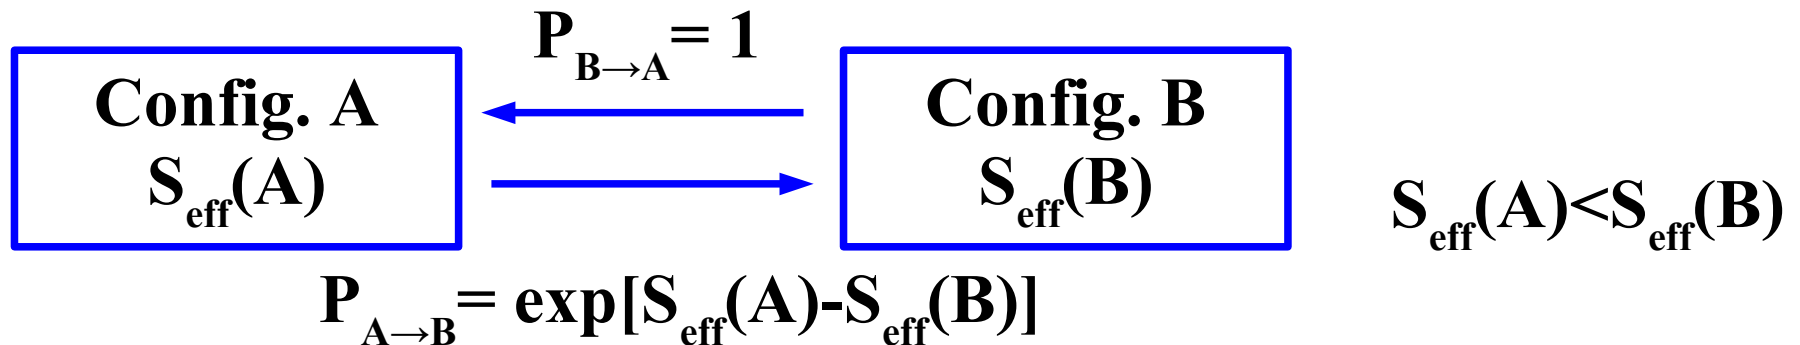 P_{B→A}= 1
Config. A
S_{eff}(A)
Config. B
S_{eff}(B)
S_{eff}(A)<S_{eff}(B)
P_{A→B}= exp[S_{eff}(A)-S_{eff}(B)]